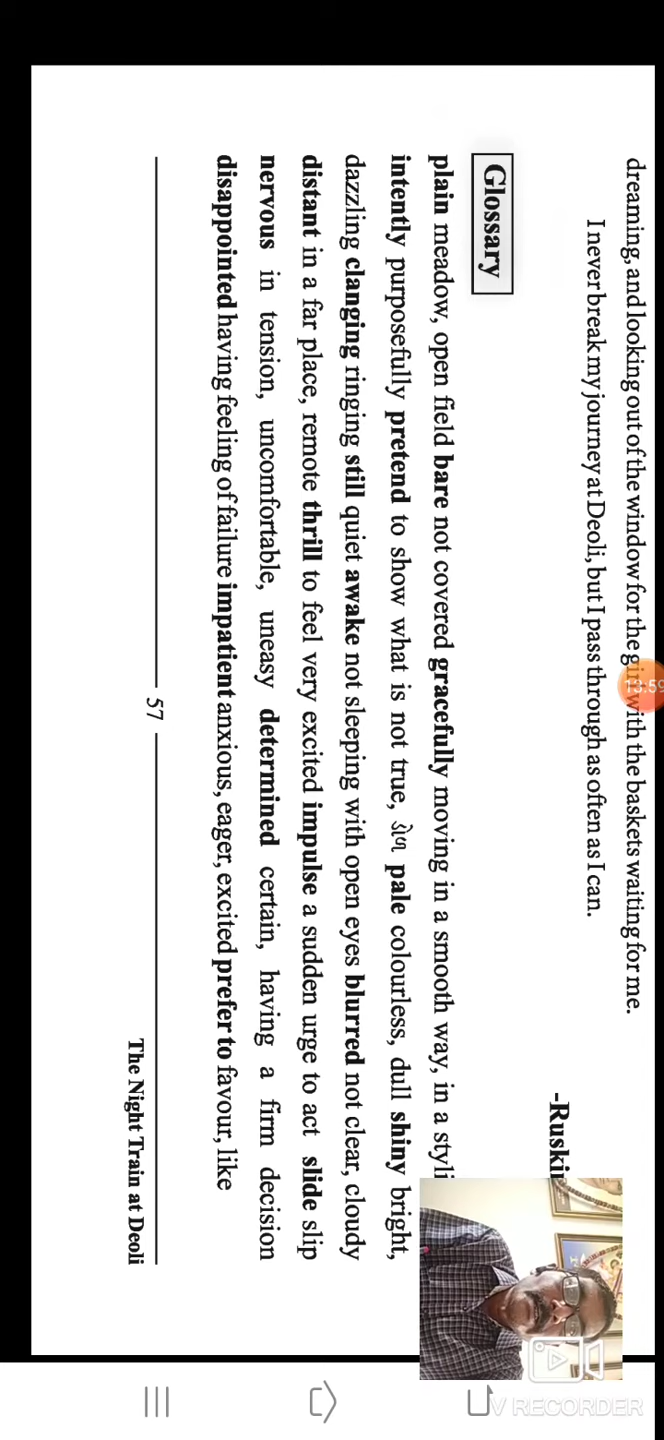 dreaming, and looking out of the window for the girl with the baskets waiting for me.
I never break my journey at Deoli, but I pass through as often as I can.
-Ruskin
Glossary
plain meadow, open field bare not covered gracefully moving in a smooth way, in a styli
intently purposefully pretend to show what is not true, ડોળ pale colourless, dull shiny bright,
dazzling clanging ringing still quiet awake not sleeping with open eyes blurred not clear, cloudy
distant in a far place, remote thrill to feel very excited impulse a sudden urge to act slide slip
nervous in tension, uncomfortable, uneasy determined certain, having a firm decision
disappointed having feeling of failure impatient anxious, eager, excited prefer to favour, like
57
The Night Train at Deoli
13:59
V RECORDER